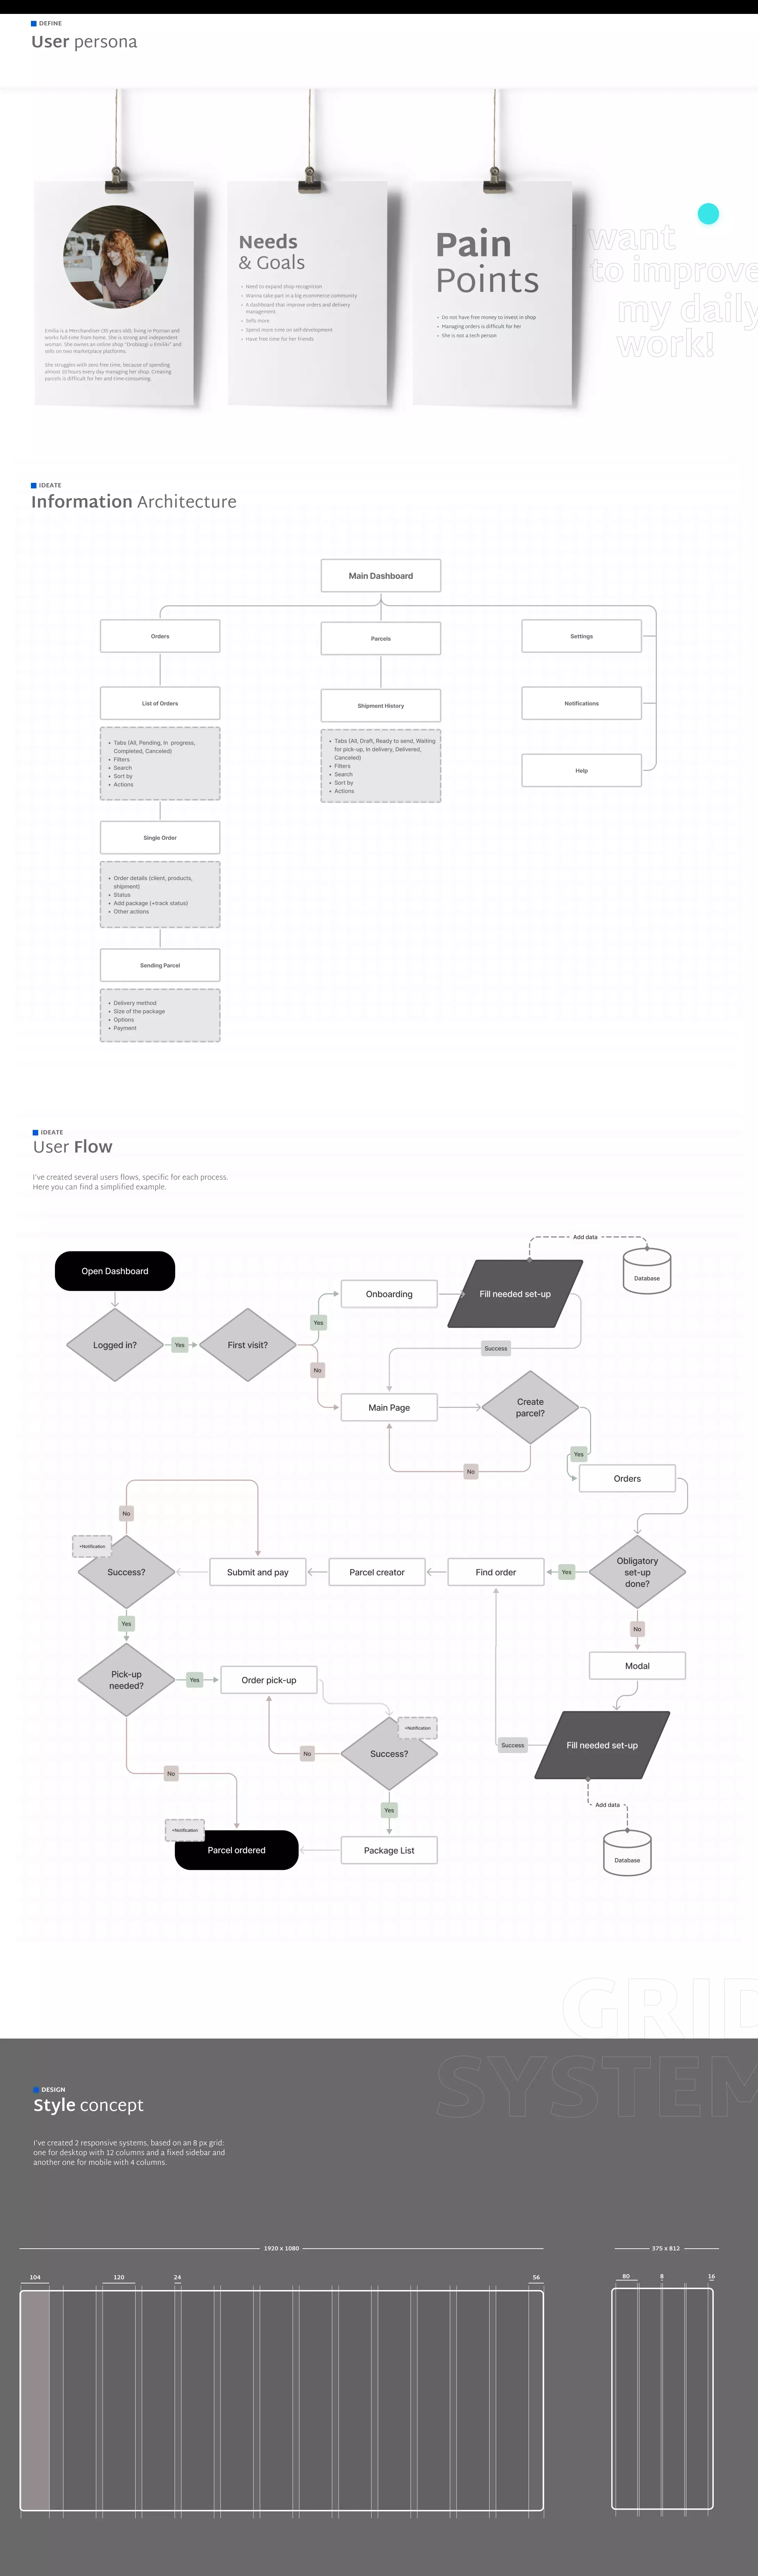 DEFINE
User persona
Emilia is a Merchandiser (30 years old), living in Poznan and
works full-time from home. She is strong and independent
woman. She owns an online shop "Drobiazgi u Emilki" and
sells on two marketplace platforms.
She struggles with zero free time, because of spending
almost 10 hours every day managing her shop. Creating
parcels is difficult for her and time-consuming.
Needs
& Goals
• Need to expand shop recognition
• Wanna take part in a big ecommerce community
• A dashboard that improve orders and delivery
management
• Sells more
• Spend more time on self-development
• Have free time for her friends
Pain
Points
• Do not have free money to invest in shop
• Managing orders is difficult for her
• She is not a tech person
I want
to improve
my daily
work!
IDEATE
Information Architecture
Main Dashboard
Orders
Parcels
Settings
List of Orders
Shipment History
Notifications
• Tabs (All, Pending, In progress,
Completed, Canceled)
• Filters
• Search
• Sort by
• Actions
• Tabs (All, Draft, Ready to send, Waiting
for pick-up, In delivery, Delivered,
Canceled)
• Filters
• Search
• Sort by
• Actions
Help
Single Order
• Order details (client, products,
shipment)
• Status
• Add package (+track status)
• Other actions
Sending Parcel
• Delivery method
• Size of the package
• Options
• Payment
IDEATE
User Flow
I've created several users flows, specific for each process.
Here you can find a simplified example.
Add data
Open Dashboard
Database
Onboarding
Fill needed set-up
Yes
Logged in?
Yes
First visit?
Success
No
Main Page
Create
parcel?
Yes
No
Orders
No
+Notification
Success?
Submit and pay
Parcel creator
Find order
Yes
Obligatory
set-up
done?
Yes
No
Modal
Pick-up
needed?
Yes
Order pick-up
+Notification
Success
Fill needed set-up
No
Success?
No
Yes
Add data
+Notification
Parcel ordered
Package List
Database
GRID
SYSTEM
DESIGN
Style concept
I've created 2 responsive systems, based on an 8 px grid:
one for desktop with 12 columns and a fixed sidebar and
another one for mobile with 4 columns.
1920 x 1080
375 x 812
104
120
24
56
80
8
16